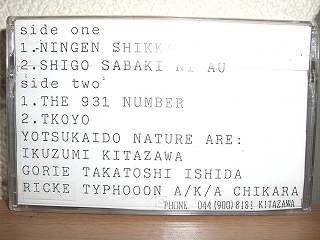 side one
1.NINGEN SHIKK
2.SHIGO SABAKI NI AU
side two
1.THE 931 NUMBER
2.TKOYO
YOTSUKAIDO NATURE ARE:
IKUZUMI KITAZAWA
GORIE TAKATOSHI ISHIDA
RICKE TYPHOOON A/K/A CHIKARA
PHONE 044(900)8181 KITAZAWA